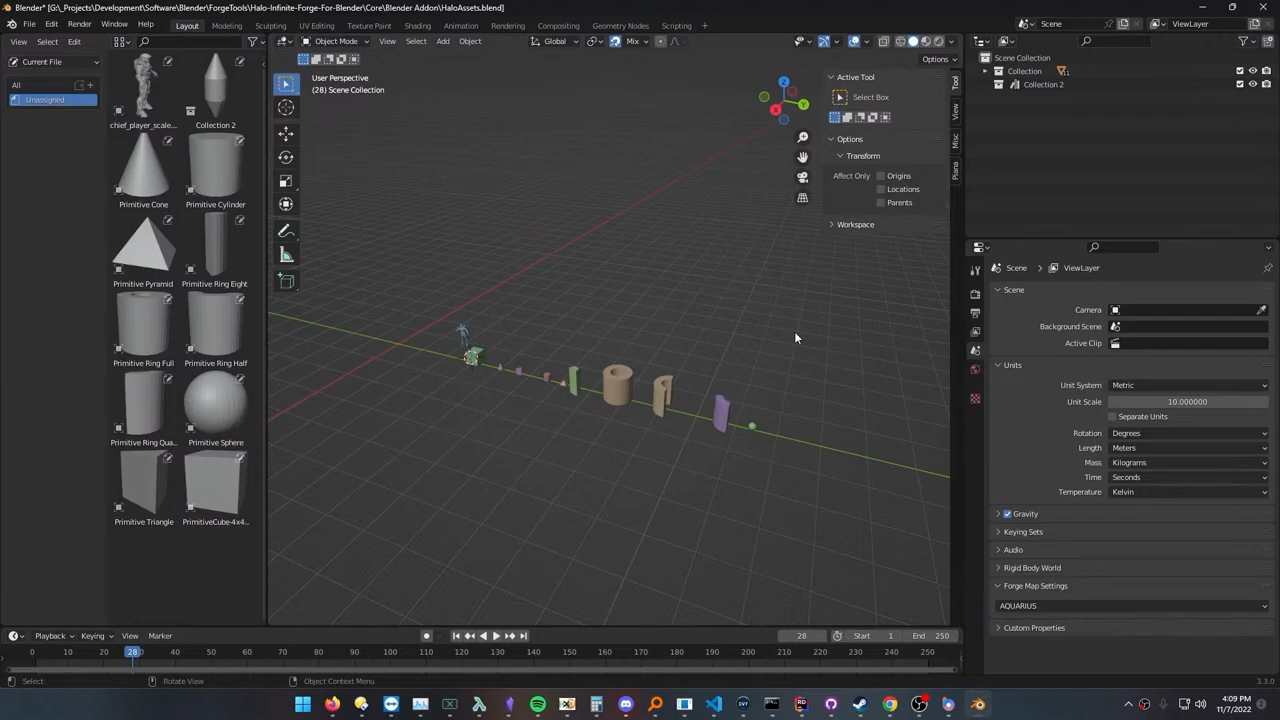 Blender* [G:\_Projects\Development\Software\Blender\ForgeTools\Halo-Infinite-Forge-For-Blender\Core\Blender Addon\HaloAssets.blend]
File Edit Render Window Help Layout Modeling Sculpting UV Editing Texture Paint Shading Animation Rendering Compositing Geometry Nodes Scripting Scene ViewLayer
View Select Edit Object Mode View Select Add Object Global Mix
Current File Options
All
Unassigned
chief_player_scale... Collection 2
Primitive Cone Primitive Cylinder
Primitive Pyramid Primitive Ring Eight
Primitive Ring Full Primitive Ring Half
Primitive Ring Qua... Primitive Sphere
Primitive Triangle PrimitiveCube-4x4...
User Perspective
(28) Scene Collection
Z
Y
X
Active Tool
Select Box
Options
Transform
Affect Only Origins
Locations
Parents
Workspace
Tool
View
Misc
Scene Collection
Collection 11
Collection 2
Scene ViewLayer
Scene
Camera
Background Scene
Active Clip
Units
Unit System Metric
Unit Scale 10.000000
Separate Units
Rotation Degrees
Length Meters
Mass Kilograms
Time Seconds
Temperature Kelvin
Gravity
Keying Sets
Audio
Rigid Body World
Forge Map Settings
AQUARIUS
Custom Properties
Playback Keying View Marker 28 Start 1 End 250
0 10 20 28 30 40 50 60 70 80 90 100 110 120 130 140 150 160 170 180 190 200 210 220 230 240 250
Select Rotate View Object Context Menu 3.3.0
4:09 PM
11/7/2022